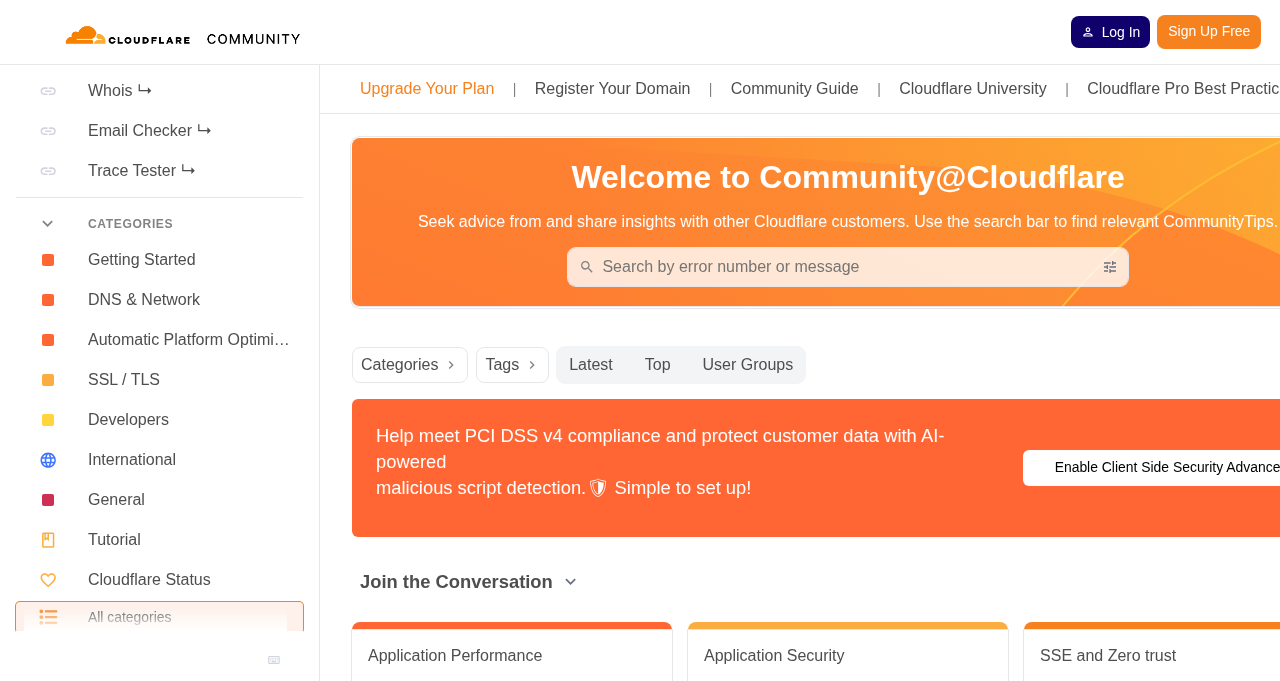 CLOUDFLARE COMMUNITY
Log In
Sign Up Free
Whois
Email Checker
Trace Tester
CATEGORIES
Getting Started
DNS & Network
Automatic Platform Optimi…
SSL / TLS
Developers
International
General
Tutorial
Cloudflare Status
All categories
Upgrade Your Plan | Register Your Domain | Community Guide | Cloudflare University | Cloudflare Pro Best Practic
Welcome to Community@Cloudflare
Seek advice from and share insights with other Cloudflare customers. Use the search bar to find relevant CommunityTips.
Search by error number or message
Categories Tags Latest Top User Groups
Help meet PCI DSS v4 compliance and protect customer data with AI-
powered
malicious script detection. Simple to set up!
Enable Client Side Security Advance
Join the Conversation
Application Performance
Application Security
SSE and Zero trust